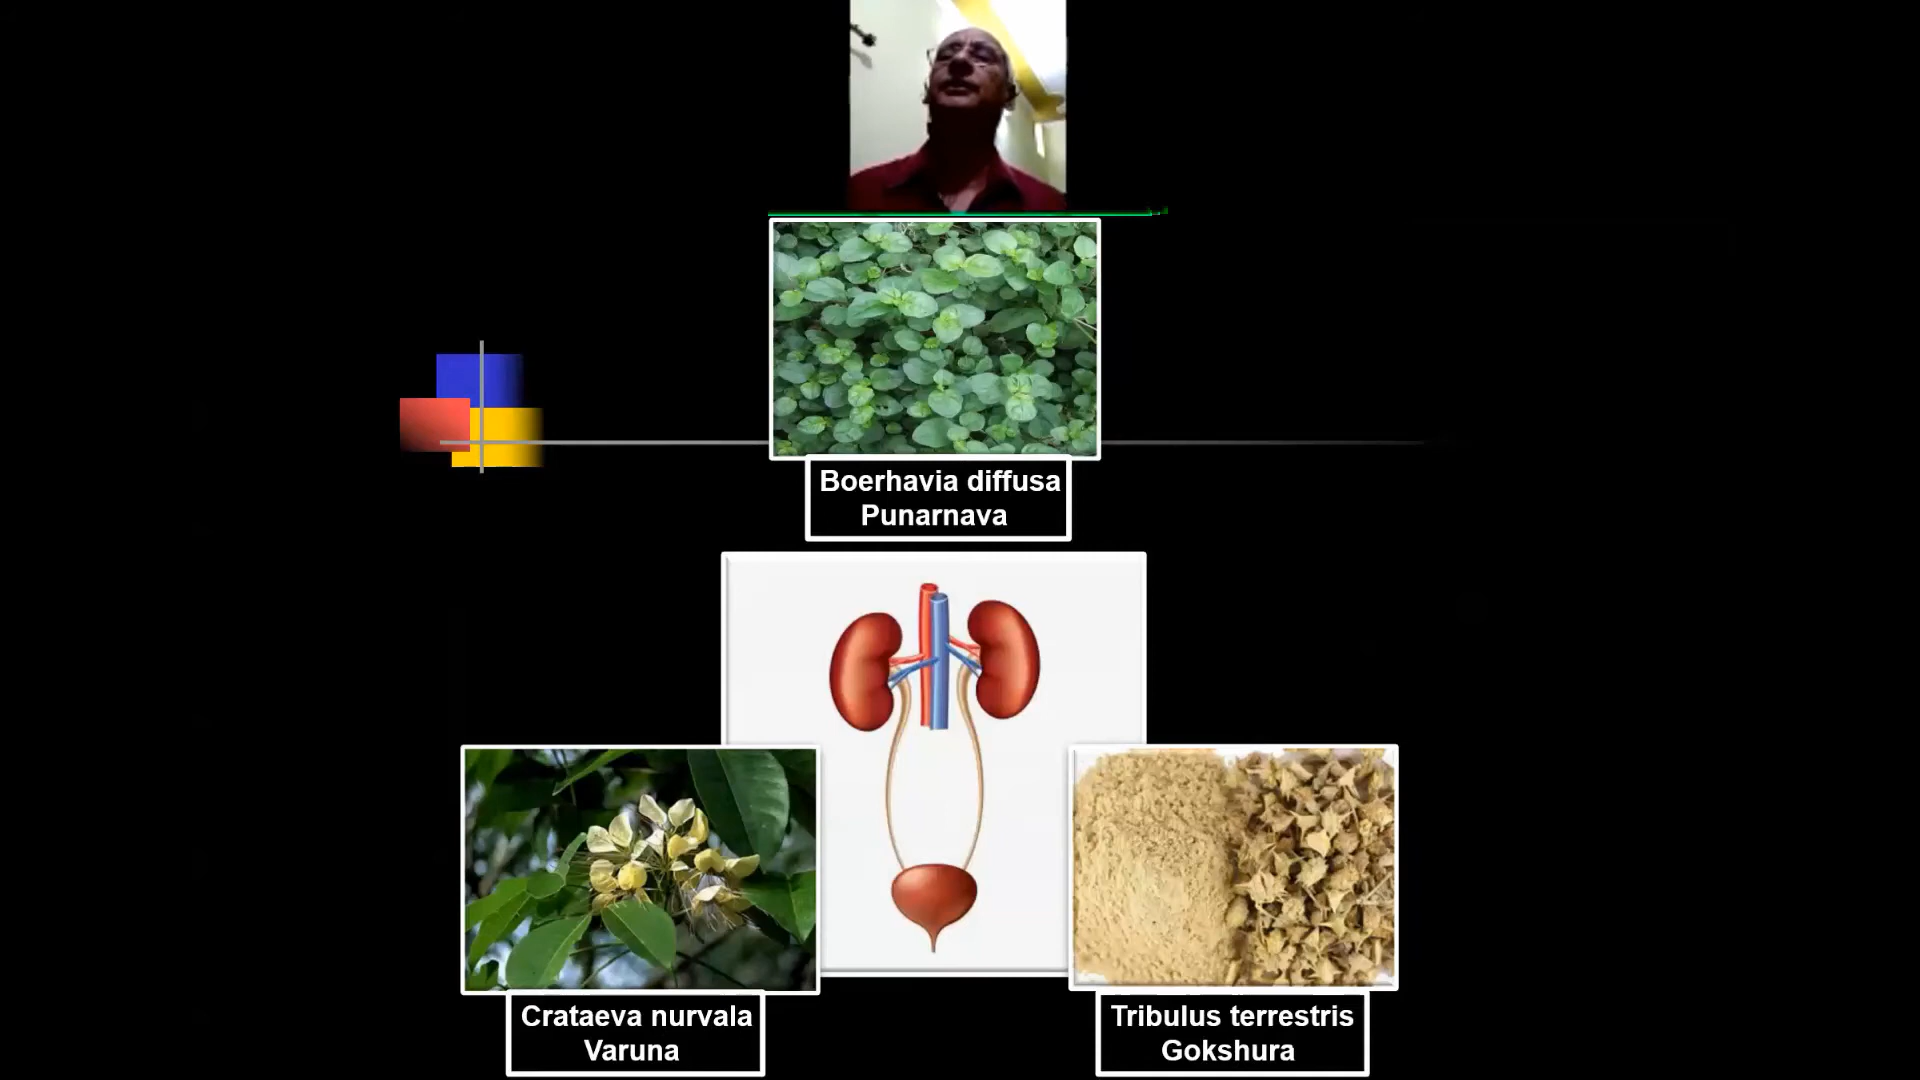 Boerhavia diffusa
Punarnava
Crataeva nurvala
Varuna
Tribulus terrestris
Gokshura